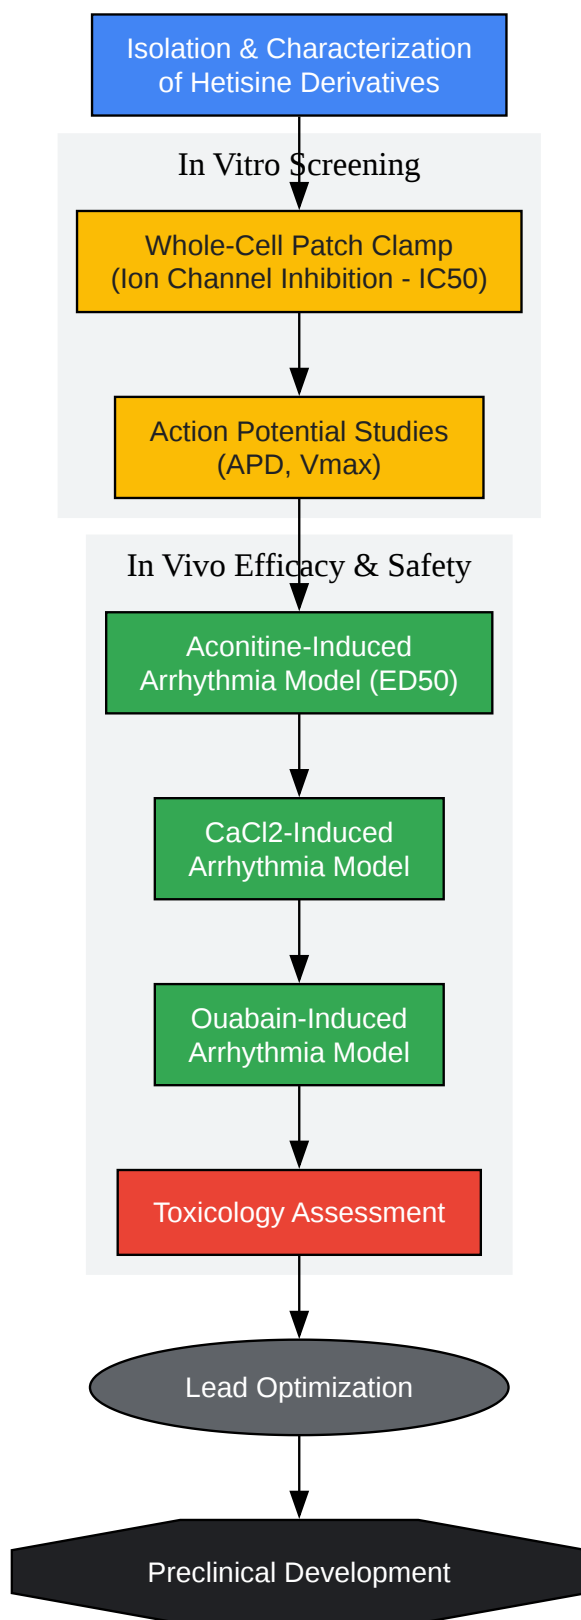 Isolation & Characterization
of Hetisine Derivatives
In Vitro Screening
Whole-Cell Patch Clamp
(Ion Channel Inhibition - IC50)
Action Potential Studies
(APD, Vmax)
In Vivo Efficacy & Safety
Aconitine-Induced
Arrhythmia Model (ED50)
CaCl2-Induced
Arrhythmia Model
Ouabain-Induced
Arrhythmia Model
Toxicology Assessment
Lead Optimization
Preclinical Development